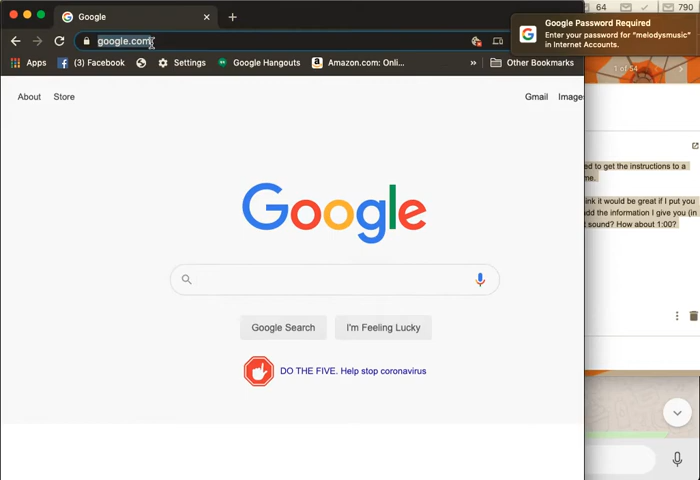 Google
64
790
google.com
Google Password Required
Enter your password for "melodysmusic"
in Internet Accounts.
Apps
(3) Facebook
Settings
Google Hangouts
Amazon.com: Onli...
»
Other Bookmarks
1 of 54
About
Store
Gmail
Images
ed to get the instructions to a
me.
ink it would be great if I put you
add the information I give you (in
t sound? How about 1:00?
Google
Google Search
I'm Feeling Lucky
DO THE FIVE. Help stop coronavirus